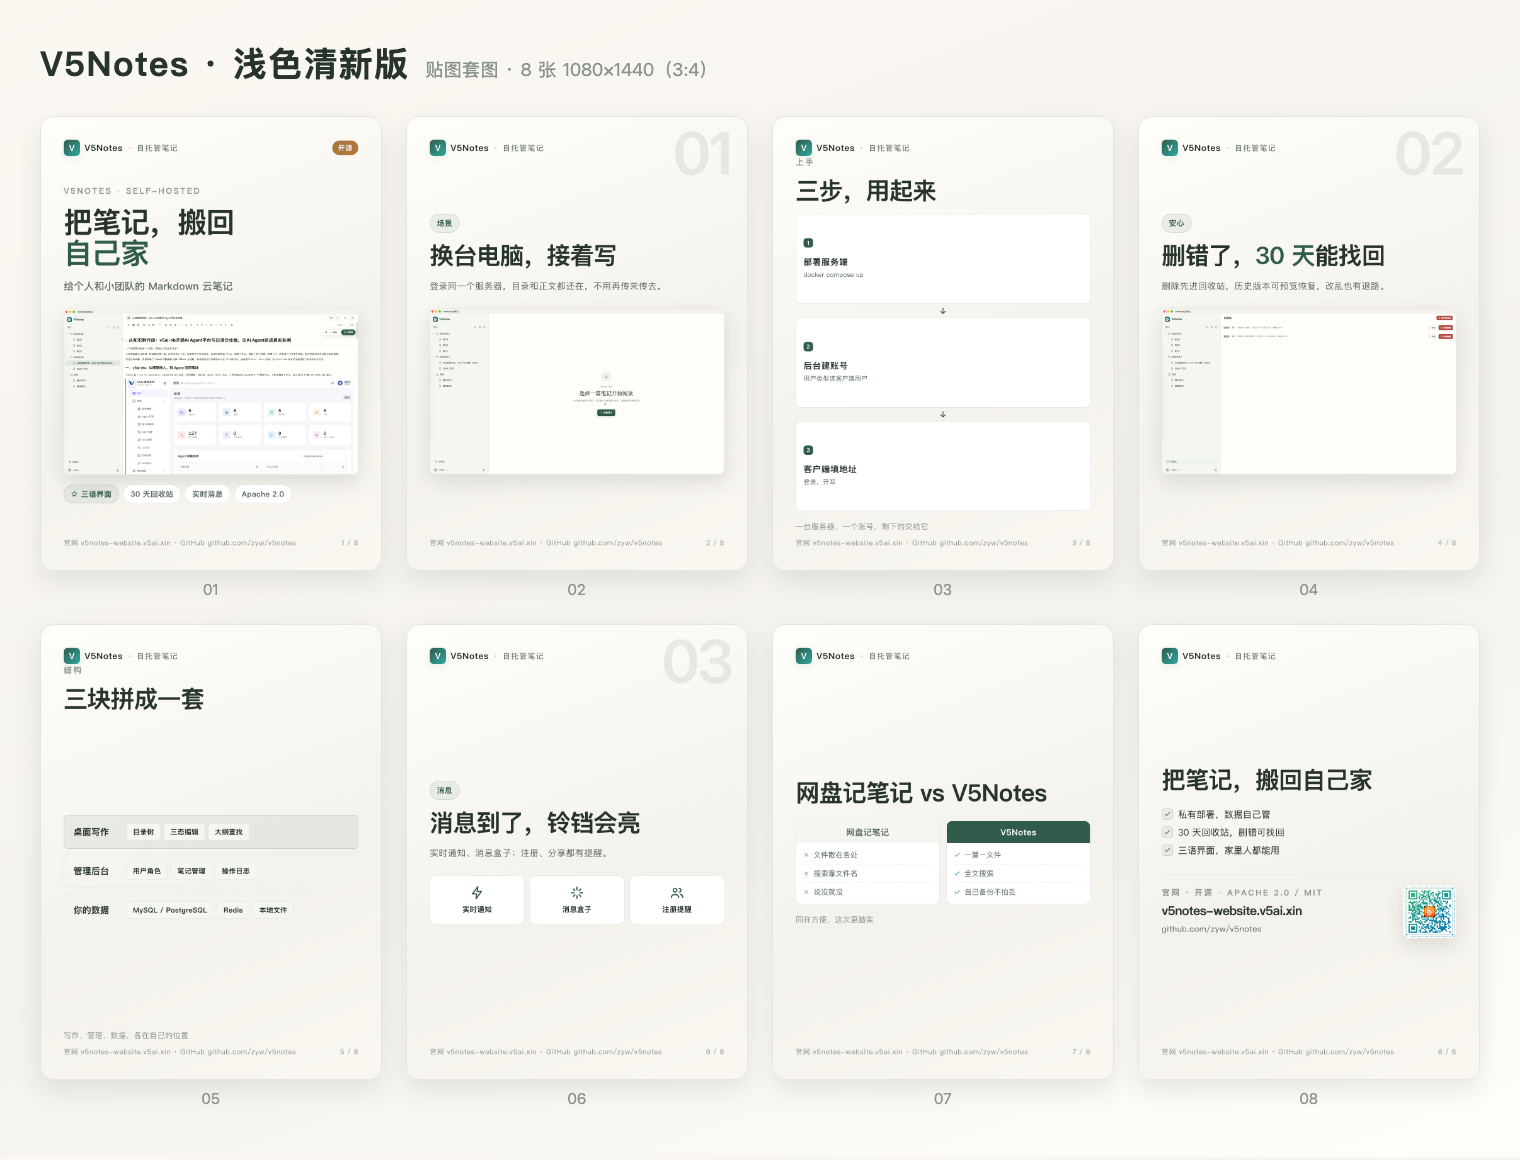 V5Notes · 浅色清新版 贴图套图 · 8 张 1080×1440（3:4）
V V5Notes · 自托管笔记 开源
V5NOTES · SELF-HOSTED
把笔记，搬回
自己家
给个人和小团队的 Markdown 云笔记
三语界面 30 天回收站 实时消息 Apache 2.0
官网 v5notes-website.v5ai.xin · GitHub github.com/zyw/v5notes 1 / 8
01
V V5Notes · 自托管笔记 01
场景
换台电脑，接着写
登录同一个服务器，目录和正文都还在，不用再传来传去。
选择一篇笔记开始阅读
官网 v5notes-website.v5ai.xin · GitHub github.com/zyw/v5notes 2 / 8
02
V V5Notes · 自托管笔记
上手
三步，用起来
1
部署服务端
docker compose up
2
后台建账号
用户类型选客户端用户
3
客户端填地址
登录，开写
一台服务器、一个账号，剩下的交给它
官网 v5notes-website.v5ai.xin · GitHub github.com/zyw/v5notes 3 / 8
03
V V5Notes · 自托管笔记 02
安心
删错了，30 天能找回
删除先进回收站，历史版本可预览恢复，改乱也有退路。
官网 v5notes-website.v5ai.xin · GitHub github.com/zyw/v5notes 4 / 8
04
V V5Notes · 自托管笔记
结构
三块拼成一套
桌面写作 目录树 三态编辑 大纲查找
管理后台 用户角色 笔记管理 操作日志
你的数据 MySQL / PostgreSQL Redis 本地文件
写作、管理、数据，各在自己的位置
官网 v5notes-website.v5ai.xin · GitHub github.com/zyw/v5notes 5 / 8
05
V V5Notes · 自托管笔记 03
消息
消息到了，铃铛会亮
实时通知、消息盒子；注册、分享都有提醒。
实时通知 消息盒子 注册提醒
官网 v5notes-website.v5ai.xin · GitHub github.com/zyw/v5notes 6 / 8
06
V V5Notes · 自托管笔记
网盘记笔记 vs V5Notes
网盘记笔记 V5Notes
× 文件散在各处 ✓ 一篇一文件
× 搜索靠文件名 ✓ 全文搜索
× 说没就没 ✓ 自己备份不怕丢
同样方便，这次更踏实
官网 v5notes-website.v5ai.xin · GitHub github.com/zyw/v5notes 7 / 8
07
V V5Notes · 自托管笔记
把笔记，搬回自己家
私有部署，数据自己管
30 天回收站，删错可找回
三语界面，家里人都能用
官网 · 开源 · APACHE 2.0 / MIT
v5notes-website.v5ai.xin
github.com/zyw/v5notes
官网 v5notes-website.v5ai.xin · GitHub github.com/zyw/v5notes 8 / 8
08